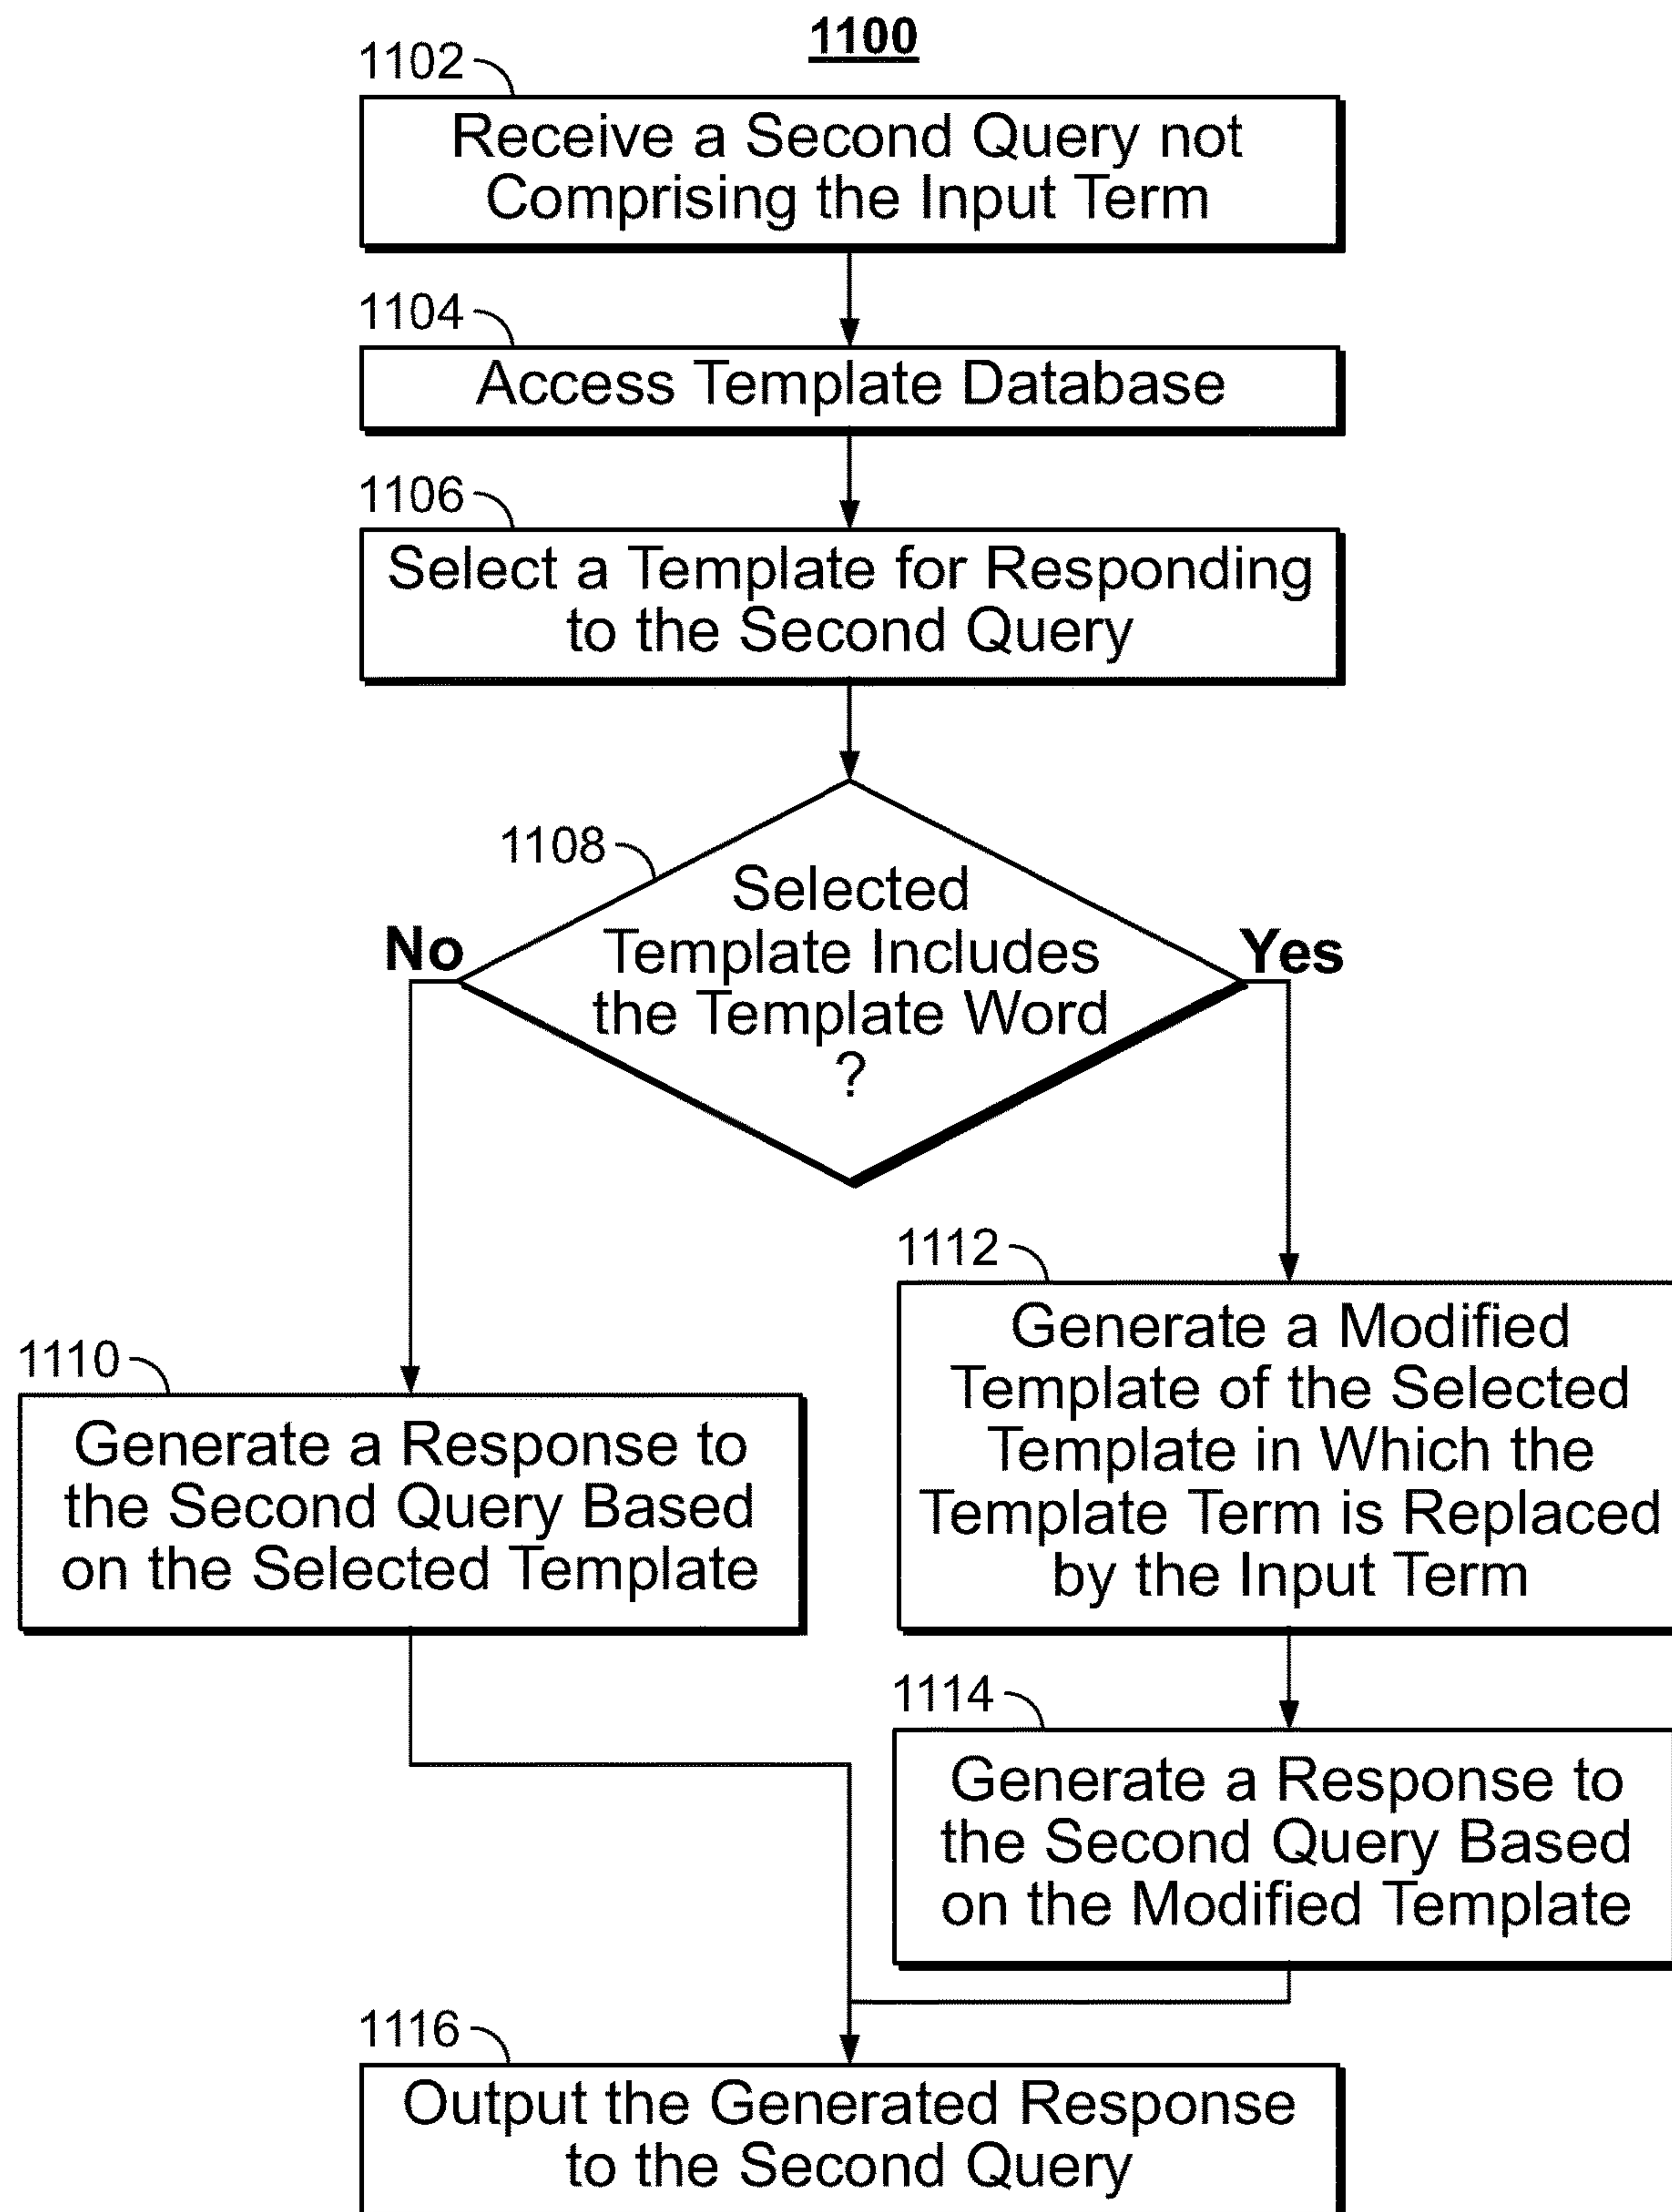 1100
1102
Receive a Second Query not
Comprising the Input Term
1104
Access Template Database
1106
Select a Template for Responding
to the Second Query
1108
Selected
Template Includes
the Template Word
?
No
Yes
1112
Generate a Modified
Template of the Selected
Template in Which the
Template Term is Replaced
by the Input Term
1110
Generate a Response to
the Second Query Based
on the Selected Template
1114
Generate a Response to
the Second Query Based
on the Modified Template
1116
Output the Generated Response
to the Second Query